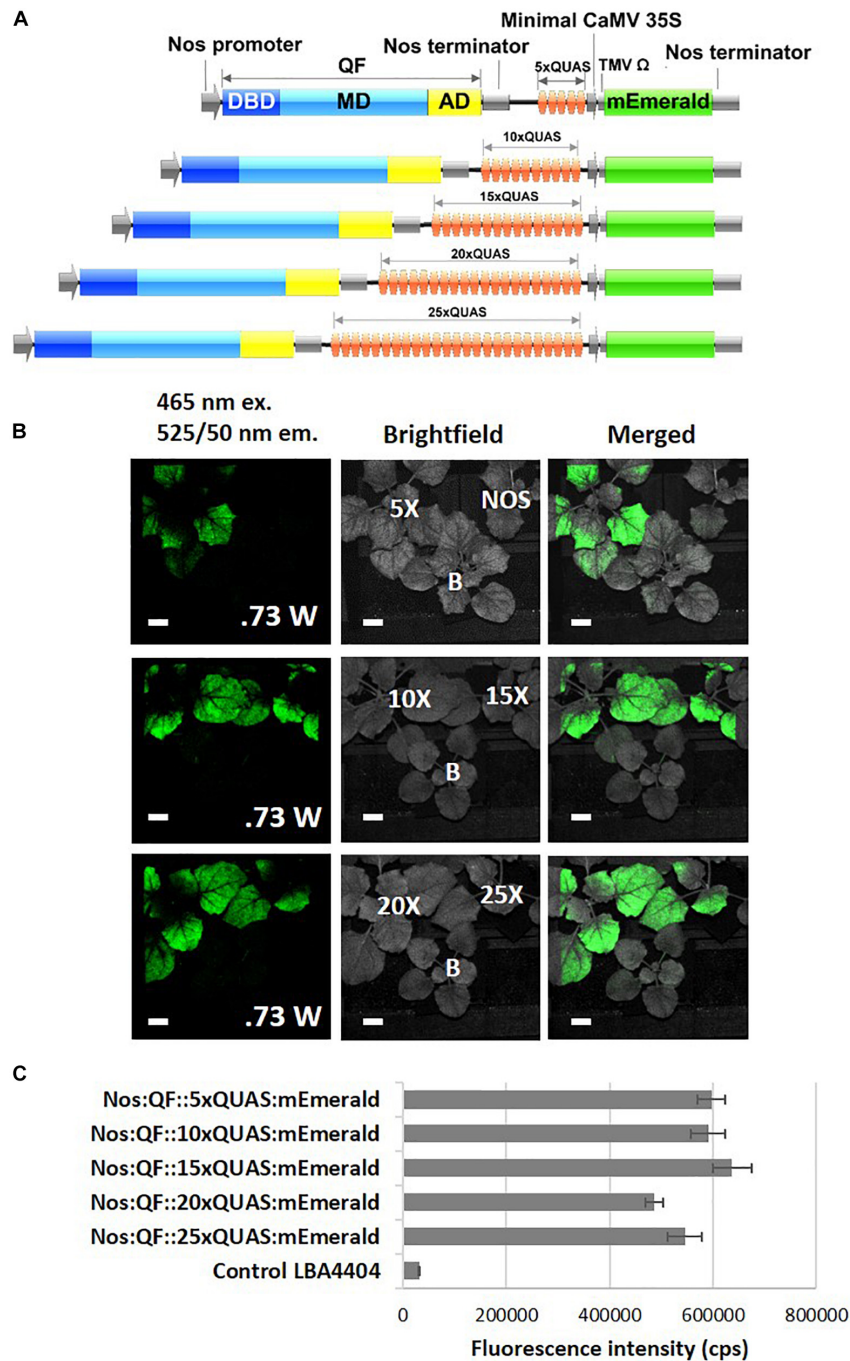 A
Minimal CaMV 35S
Nos promoter
Nos terminator
Nos terminator
QF
5xQUAS
TMV Ω
DBD
MD
AD
mEmerald
10xQUAS
15xQUAS
20xQUAS
25xQUAS
B
465 nm ex.
525/50 nm em.
Brightfield
Merged
5X
NOS
B
.73 W
10X
15X
B
.73 W
20X
25X
B
.73 W
C
Nos:QF::5xQUAS:mEmerald
Nos:QF::10xQUAS:mEmerald
Nos:QF::15xQUAS:mEmerald
Nos:QF::20xQUAS:mEmerald
Nos:QF::25xQUAS:mEmerald
Control LBA4404
0 200000 400000 600000 800000
Fluorescence intensity (cps)